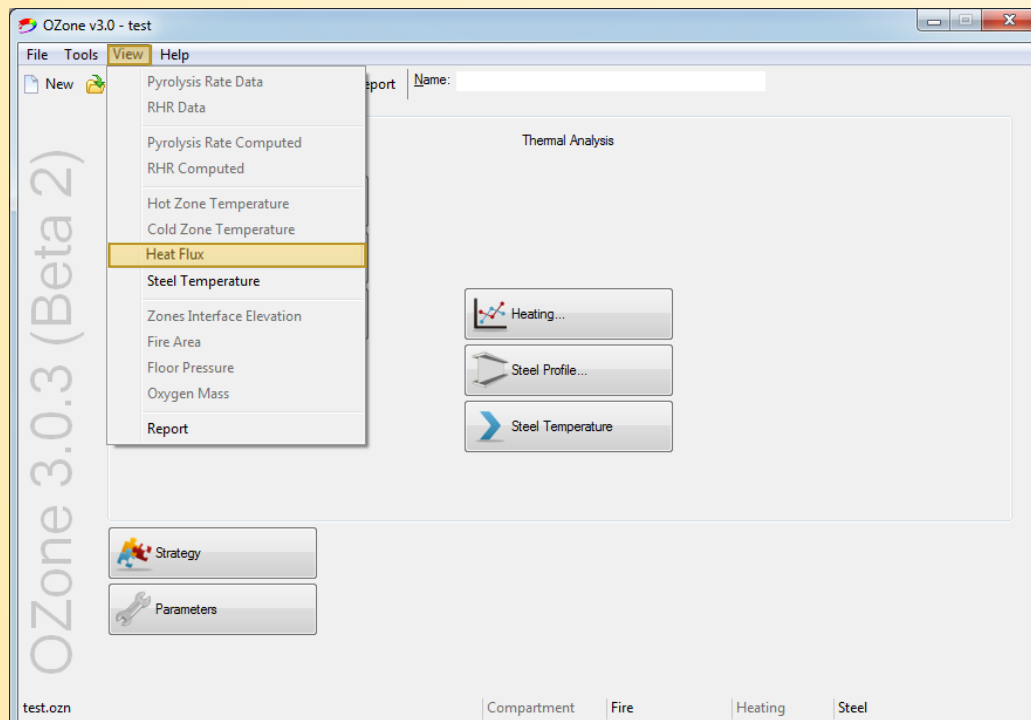 OZone v3.0 - test
File Tools View Help
New
port
Name:
Pyrolysis Rate Data
RHR Data
Pyrolysis Rate Computed
RHR Computed
Hot Zone Temperature
Cold Zone Temperature
Heat Flux
Steel Temperature
Zones Interface Elevation
Fire Area
Floor Pressure
Oxygen Mass
Report
Thermal Analysis
Heating...
Steel Profile...
Steel Temperature
Strategy
Parameters
OZone 3.0.3 (Beta 2)
test.ozn Compartment Fire Heating Steel